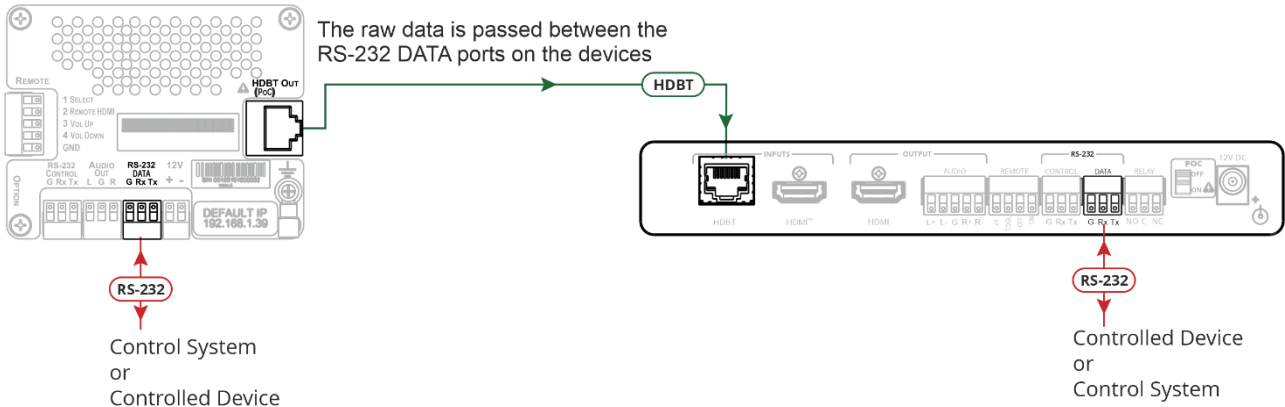 The raw data is passed between the
RS-232 DATA ports on the devices
HDBT
REMOTE
1 SELECT
2 REMOTE HDMI
3 VOL UP
4 VOL DOWN
GND
HDBT OUT
(PoC)
OPTION
RS-232
CONTROL
G Rx Tx
AUDIO
OUT
L G R
RS-232
DATA
G Rx Tx
12V
+ -
DEFAULT IP
192.168.1.39
RS-232
Control System
or
Controlled Device
INPUTS
OUTPUT
RS-232
AUDIO
REMOTE
CONTROL
DATA
RELAY
POC
OFF
ON
12V DC
HDBT
HDMI™
HDMI
L+ L- G R+ R-
G Rx Tx
G Rx Tx
NO C NC
RS-232
Controlled Device
or
Control System